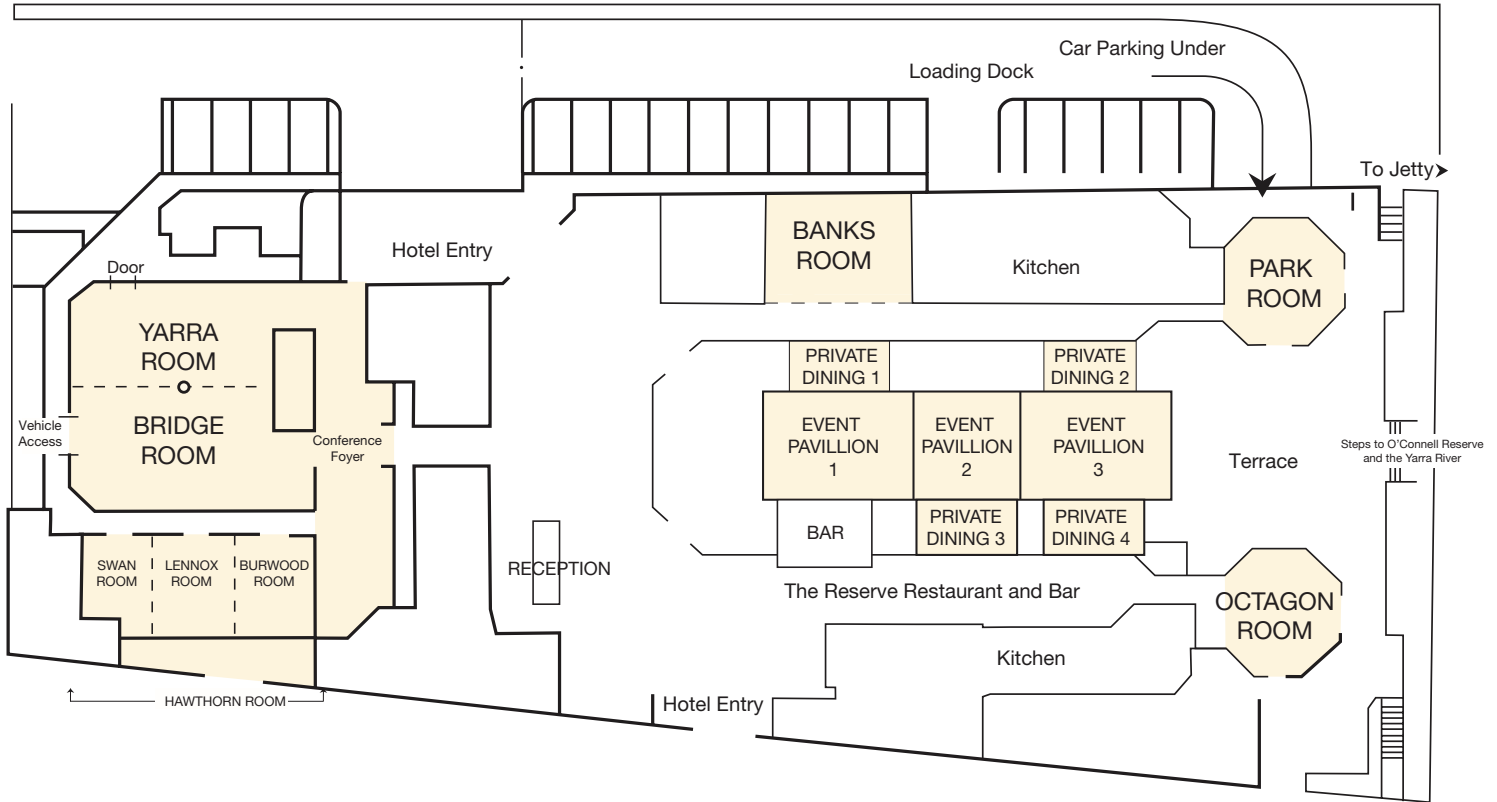 Car Parking Under
Loading Dock
To Jetty
Hotel Entry
BANKS
ROOM
Kitchen
PARK
ROOM
Door
YARRA
ROOM
BRIDGE
ROOM
Vehicle
Access
Conference
Foyer
PRIVATE
DINING 1
PRIVATE
DINING 2
EVENT
PAVILLION
1
EVENT
PAVILLION
2
EVENT
PAVILLION
3
Terrace
Steps to O'Connell Reserve
and the Yarra River
BAR
PRIVATE
DINING 3
PRIVATE
DINING 4
SWAN
ROOM
LENNOX
ROOM
BURWOOD
ROOM
RECEPTION
The Reserve Restaurant and Bar
OCTAGON
ROOM
Kitchen
HAWTHORN ROOM
Hotel Entry